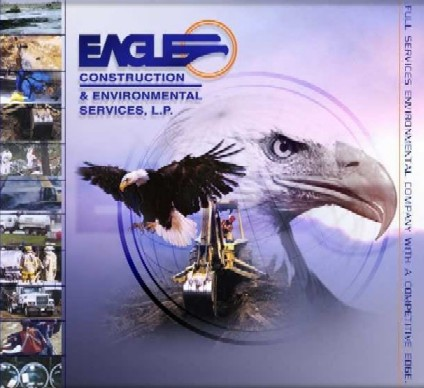 EAGLE
CONSTRUCTION
& ENVIRONMENTAL
SERVICES, L.P.
FULL SERVICES ENVIRONMENTAL COMPANY WITH A COMPETITIVE EDGE